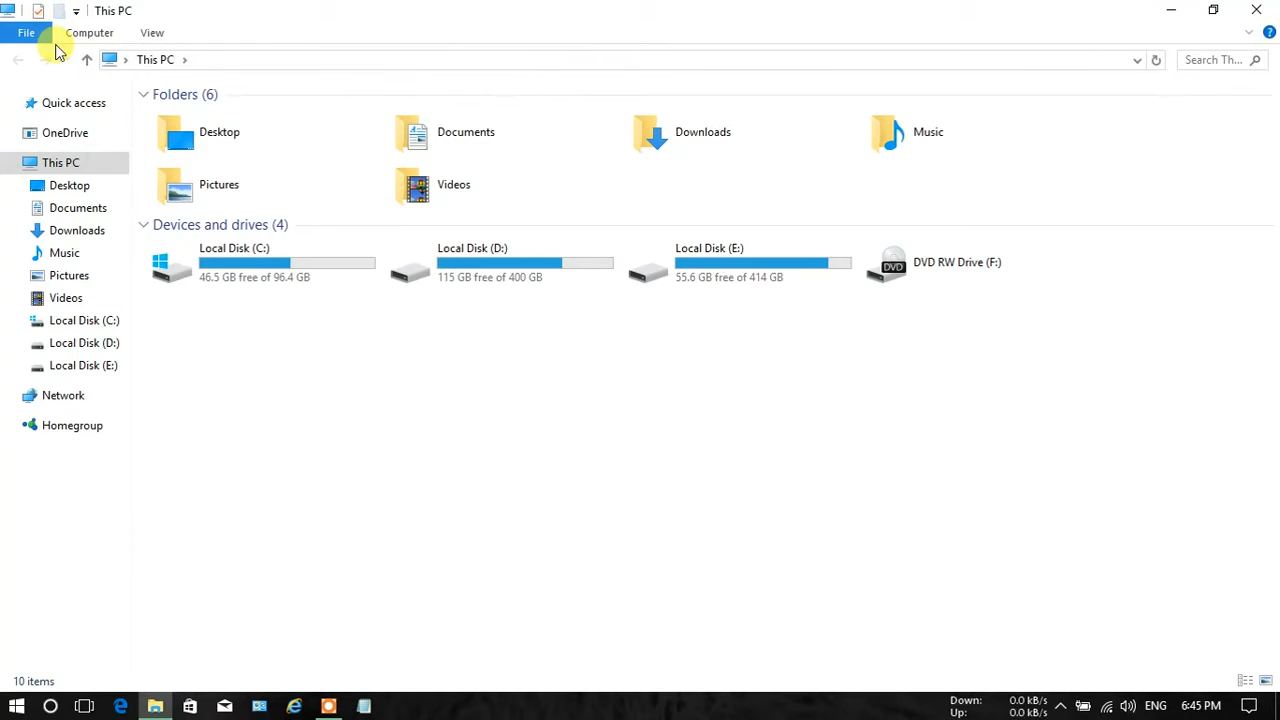 This PC
File Computer View
This PC
Search Th...
Quick access
OneDrive
This PC
Desktop
Documents
Downloads
Music
Pictures
Videos
Local Disk (C:)
Local Disk (D:)
Local Disk (E:)
Network
Homegroup
Folders (6)
Desktop
Documents
Downloads
Music
Pictures
Videos
Devices and drives (4)
Local Disk (C:)
46.5 GB free of 96.4 GB
Local Disk (D:)
115 GB free of 400 GB
Local Disk (E:)
55.6 GB free of 414 GB
DVD
DVD RW Drive (F:)
10 items
Down: 0.0 kB/s
Up: 0.0 kB/s
ENG
6:45 PM